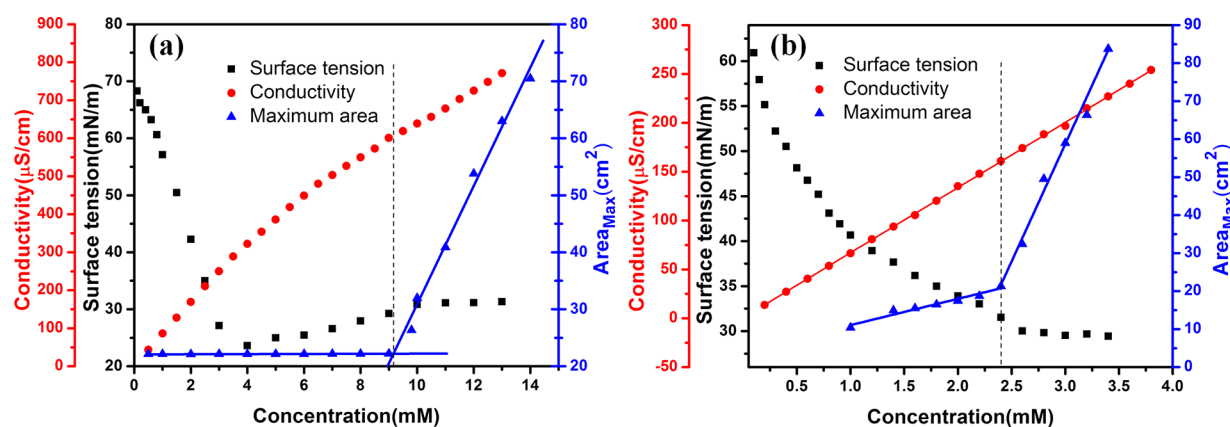 (a)
Surface tension
Conductivity
Maximum area
Conductivity(μS/cm)
900
800
700
600
500
400
300
200
100
0
Surface tension(mN/m)
80
70
60
50
40
30
20
0 2 4 6 8 10 12 14
Concentration(mM)
80
70
60
50
40
30
20
Area_Max(cm²)
(b)
Surface tension
Conductivity
Maximum area
Conductivity(μS/cm)
300
250
200
150
100
50
0
-50
Surface tension(mN/m)
60
55
50
45
40
35
30
0.5 1.0 1.5 2.0 2.5 3.0 3.5 4.0
Concentration(mM)
90
80
70
60
50
40
30
20
10
0
Area_Max(cm²)